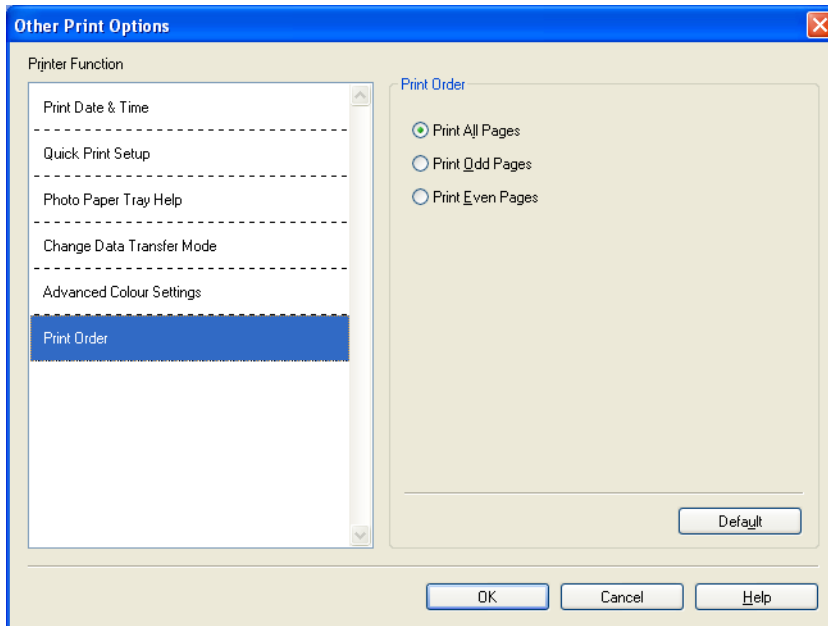 Other Print Options
Printer Function
Print Date & Time
Quick Print Setup
Photo Paper Tray Help
Change Data Transfer Mode
Advanced Colour Settings
Print Order
Print Order
Print All Pages
Print Odd Pages
Print Even Pages
Default
OK
Cancel
Help